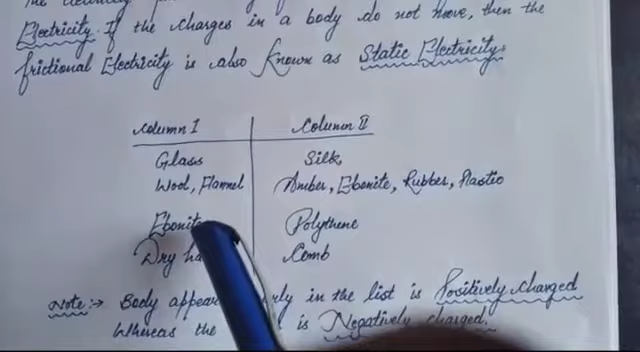 Electricity. If the charges in a body do not move, then the
frictional Electricity is also known as Static Electricity.
Column I Column II
Glass Silk
Wool, Flannel Amber, Ebonite, Rubber, Plastic
Ebonite Polythene
Dry Comb
Note:→ Body in the list is Positively charged
Whereas the is Negatively charged.